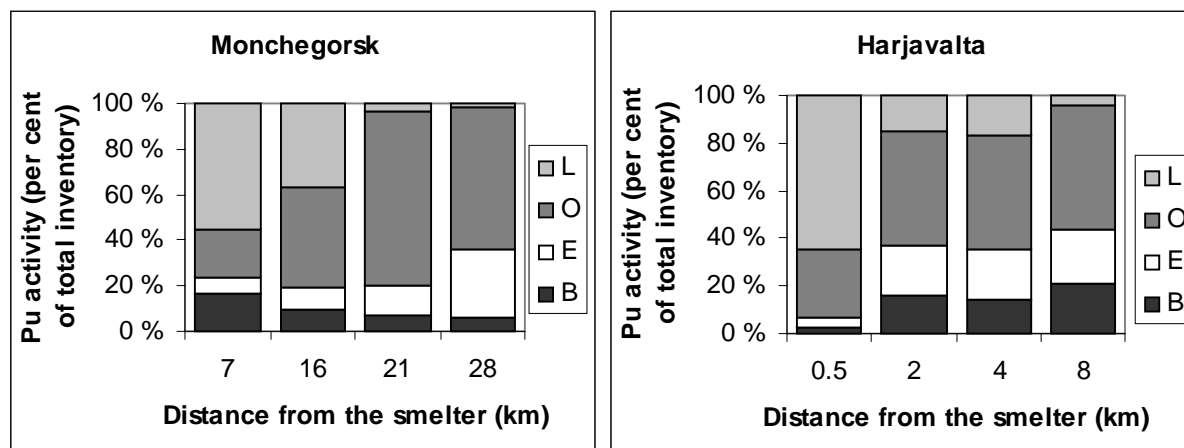 Monchegorsk
Pu activity (per cent
of total inventory)
100 %
80 %
60 %
40 %
20 %
0 %
7 16 21 28
Distance from the smelter (km)
L
O
E
B
Harjavalta
Pu activity (per cent
of total inventory)
100 %
80 %
60 %
40 %
20 %
0 %
0.5 2 4 8
Distance from the smelter (km)
L
O
E
B